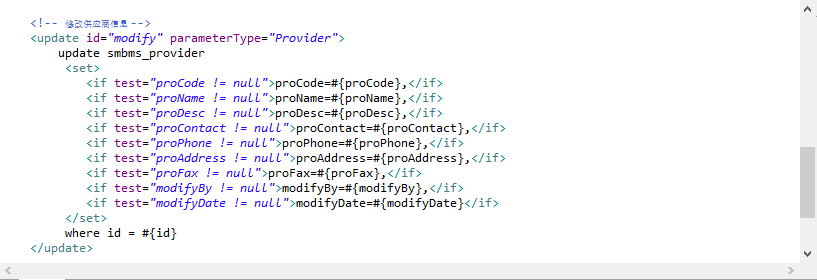 <!-- 修改供应商信息 -->
<update id="modify" parameterType="Provider">
update smbms_provider
<set>
<if test="proCode != null">proCode=#{proCode},</if>
<if test="proName != null">proName=#{proName},</if>
<if test="proDesc != null">proDesc=#{proDesc},</if>
<if test="proContact != null">proContact=#{proContact},</if>
<if test="proPhone != null">proPhone=#{proPhone},</if>
<if test="proAddress != null">proAddress=#{proAddress},</if>
<if test="proFax != null">proFax=#{proFax},</if>
<if test="modifyBy != null">modifyBy=#{modifyBy},</if>
<if test="modifyDate != null">modifyDate=#{modifyDate}</if>
</set>
where id = #{id}
</update>